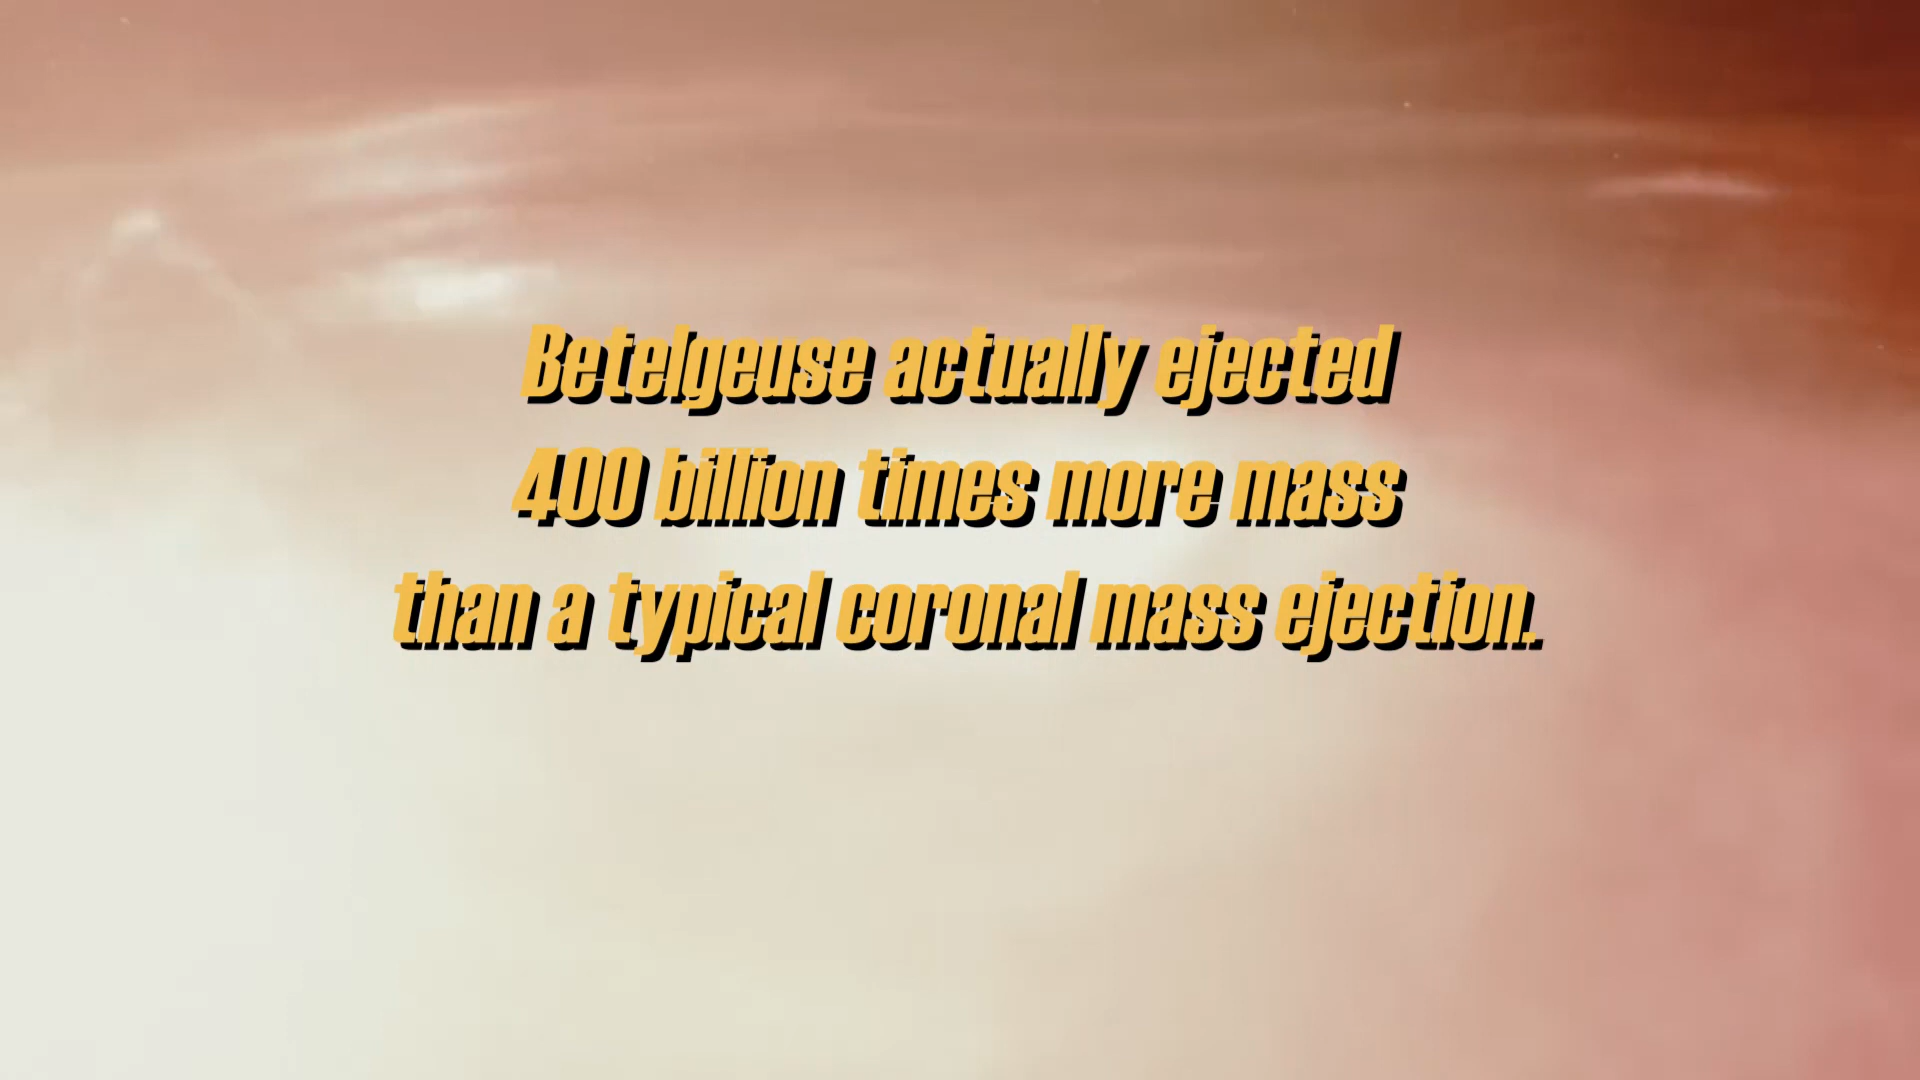 Betelgeuse actually ejected
400 billion times more mass
than a typical coronal mass ejection.